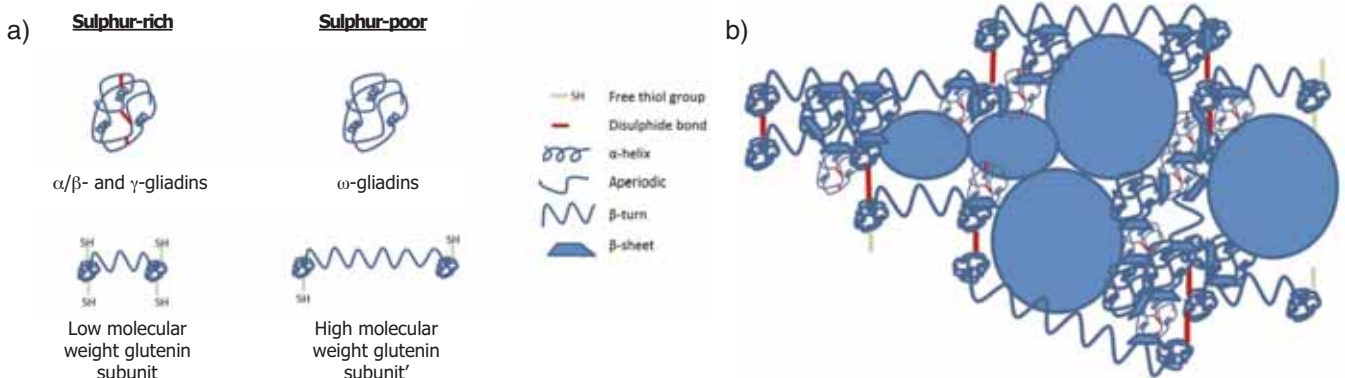 a)
Sulphur-rich
Sulphur-poor
α/β- and γ-gliadins
ω-gliadins
SH
SH
SH
SH
SH
SH
Low molecular
weight glutenin
subunit
High molecular
weight glutenin
subunit'
SH Free thiol group
Disulphide bond
α-helix
Aperiodic
β-turn
β-sheet
b)